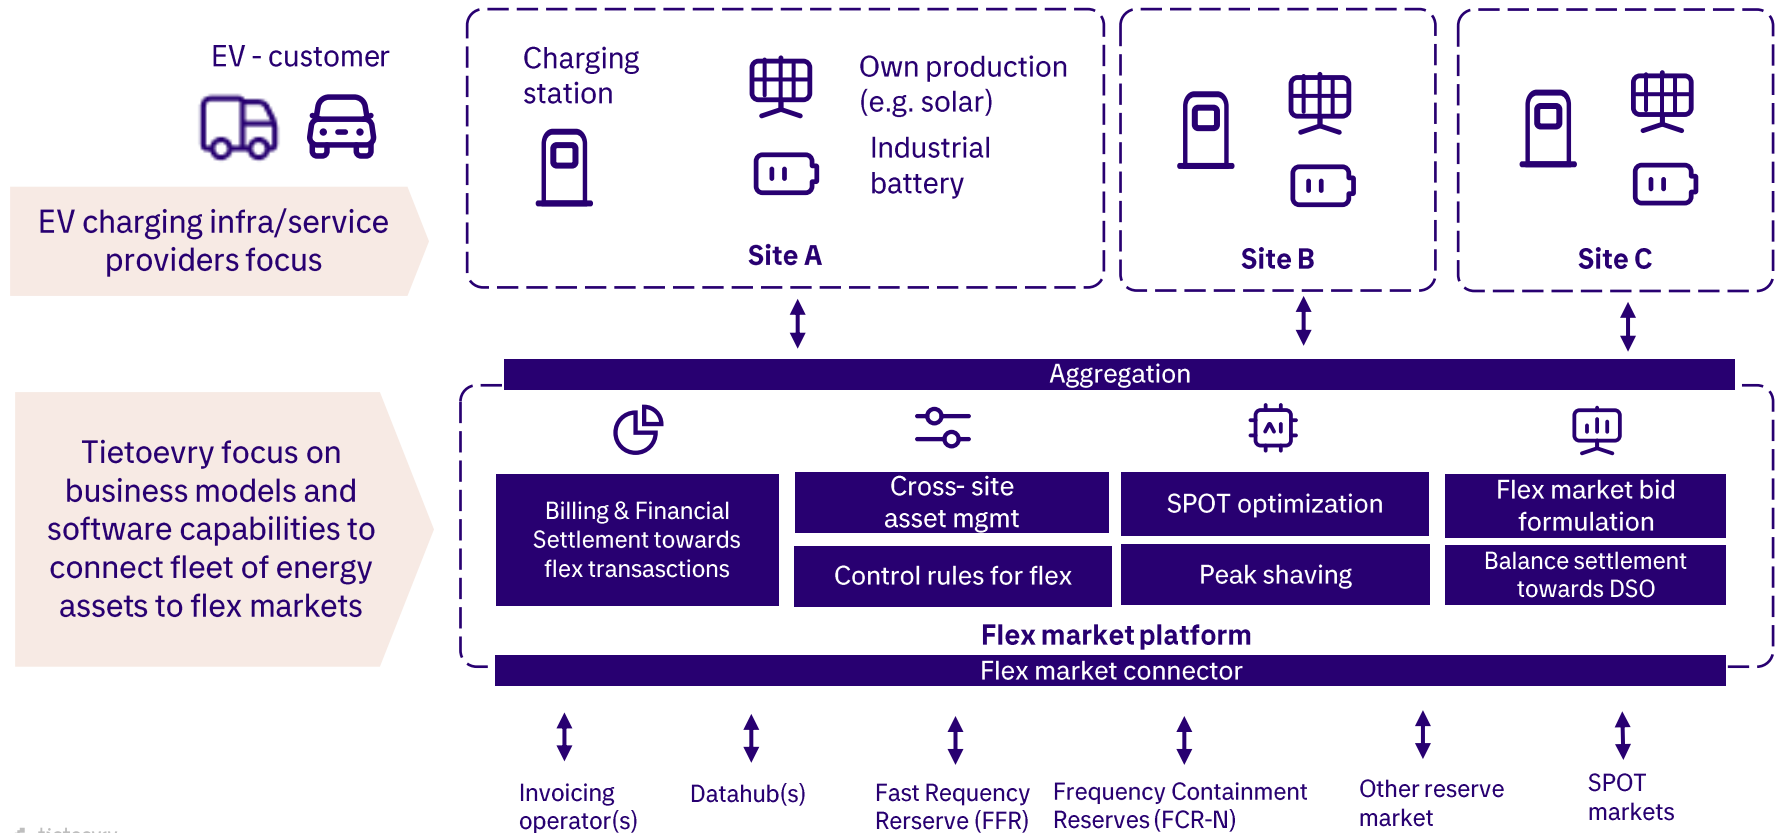 EV - customer
EV charging infra/service
providers focus
Charging
station
Own production
(e.g. solar)
Industrial
battery
Site A
Site B
Site C
Aggregation
Tietoevry focus on
business models and
software capabilities to
connect fleet of energy
assets to flex markets
Billing & Financial
Settlement towards
flex transasctions
Cross- site
asset mgmt
Control rules for flex
SPOT optimization
Peak shaving
Flex market bid
formulation
Balance settlement
towards DSO
Flex market platform
Flex market connector
Invoicing
operator(s)
Datahub(s)
Fast Requency
Rerserve (FFR)
Frequency Containment
Reserves (FCR-N)
Other reserve
market
SPOT
markets